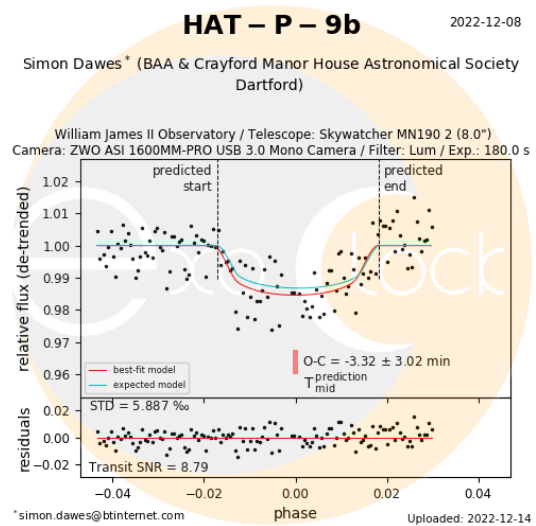 HAT − P − 9b
2022-12-08
Simon Dawes* (BAA & Crayford Manor House Astronomical Society
Dartford)
William James II Observatory / Telescope: Skywatcher MN190 2 (8.0")
Camera: ZWO ASI 1600MM-PRO USB 3.0 Mono Camera / Filter: Lum / Exp.: 180.0 s
predicted
start
predicted
end
relative flux (de-trended)
1.02
1.01
1.00
0.99
0.98
0.97
0.96
exo clock
O-C = -3.32 ± 3.02 min
T prediction mid
best-fit model
expected model
residuals
0.02
0.00
−0.02
STD = 5.887 ‰
Transit SNR = 8.79
−0.04
−0.02
0.00
0.02
0.04
phase
*simon.dawes@btinternet.com
Uploaded: 2022-12-14